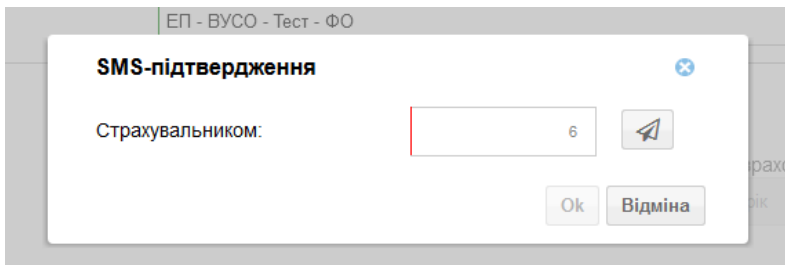 ЕП - ВУСО - Тест - ФО
SMS-підтвердження
Страхувальником: 6
Ok Відміна